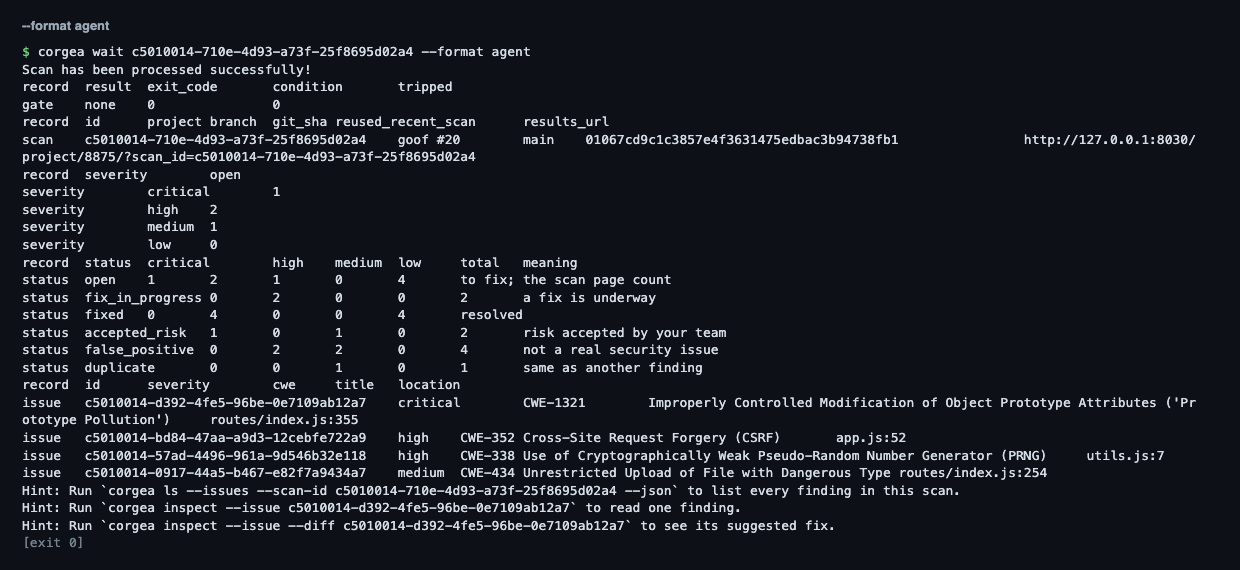 --format agent
$ corgea wait c5010014-710e-4d93-a73f-25f8695d02a4 --format agent
Scan has been processed successfully!
record  result  exit_code       condition       tripped
gate    none    0               0
record  id      project branch  git_sha reused_recent_scan      results_url
scan    c5010014-710e-4d93-a73f-25f8695d02a4    goof #20        main    01067cd9c1c3857e4f3631475edbac3b94738fb1                http://127.0.0.1:8030/
project/8875/?scan_id=c5010014-710e-4d93-a73f-25f8695d02a4
record  severity        open
severity        critical        1
severity        high    2
severity        medium  1
severity        low     0
record  status  critical        high    medium  low     total   meaning
status  open    1       2       1       0       4       to fix; the scan page count
status  fix_in_progress 0       2       0       0       2       a fix is underway
status  fixed   0       4       0       0       4       resolved
status  accepted_risk   1       0       1       0       2       risk accepted by your team
status  false_positive  0       2       2       0       4       not a real security issue
status  duplicate       0       0       1       0       1       same as another finding
record  id      severity        cwe     title   location
issue   c5010014-d392-4fe5-96be-0e7109ab12a7    critical        CWE-1321        Improperly Controlled Modification of Object Prototype Attributes ('Pr
ototype Pollution')     routes/index.js:355
issue   c5010014-bd84-47aa-a9d3-12cebfe722a9    high    CWE-352 Cross-Site Request Forgery (CSRF)       app.js:52
issue   c5010014-57ad-4496-961a-9d546b32e118    high    CWE-338 Use of Cryptographically Weak Pseudo-Random Number Generator (PRNG)     utils.js:7
issue   c5010014-0917-44a5-b467-e82f7a9434a7    medium  CWE-434 Unrestricted Upload of File with Dangerous Type routes/index.js:254
Hint: Run `corgea ls --issues --scan-id c5010014-710e-4d93-a73f-25f8695d02a4 --json` to list every finding in this scan.
Hint: Run `corgea inspect --issue c5010014-d392-4fe5-96be-0e7109ab12a7` to read one finding.
Hint: Run `corgea inspect --issue --diff c5010014-d392-4fe5-96be-0e7109ab12a7` to see its suggested fix.
[exit 0]